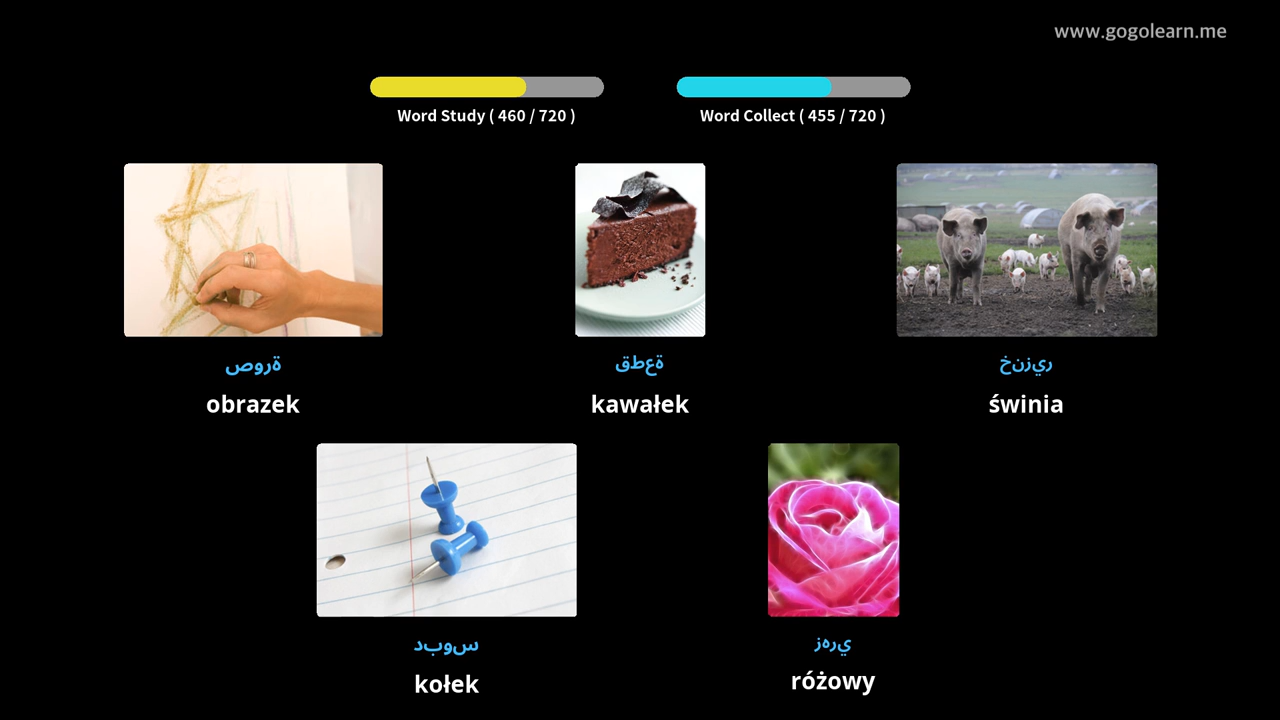 www.gogolearn.me
Word Study ( 460 / 720 )
Word Collect ( 455 / 720 )
صورة
obrazek
قطعة
kawałek
خنزير
świnia
دبوس
kołek
زهري
różowy